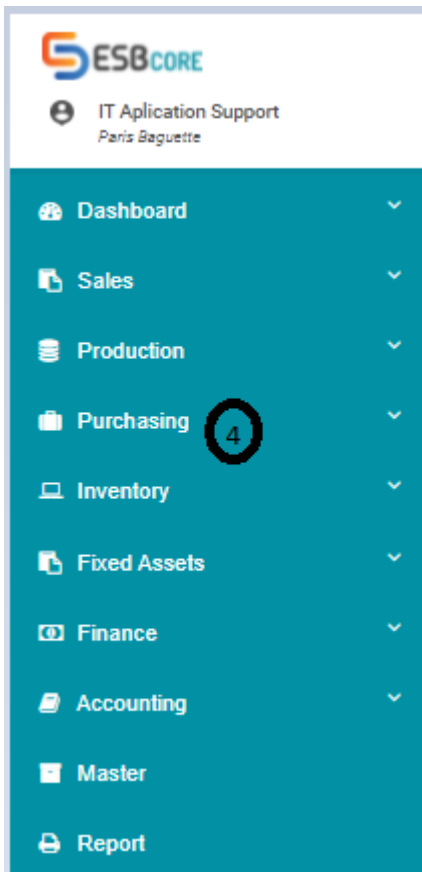 ESBCORE
IT Aplication Support
Paris Baguette
Dashboard
Sales
Production
Purchasing
4
Inventory
Fixed Assets
Finance
Accounting
Master
Report